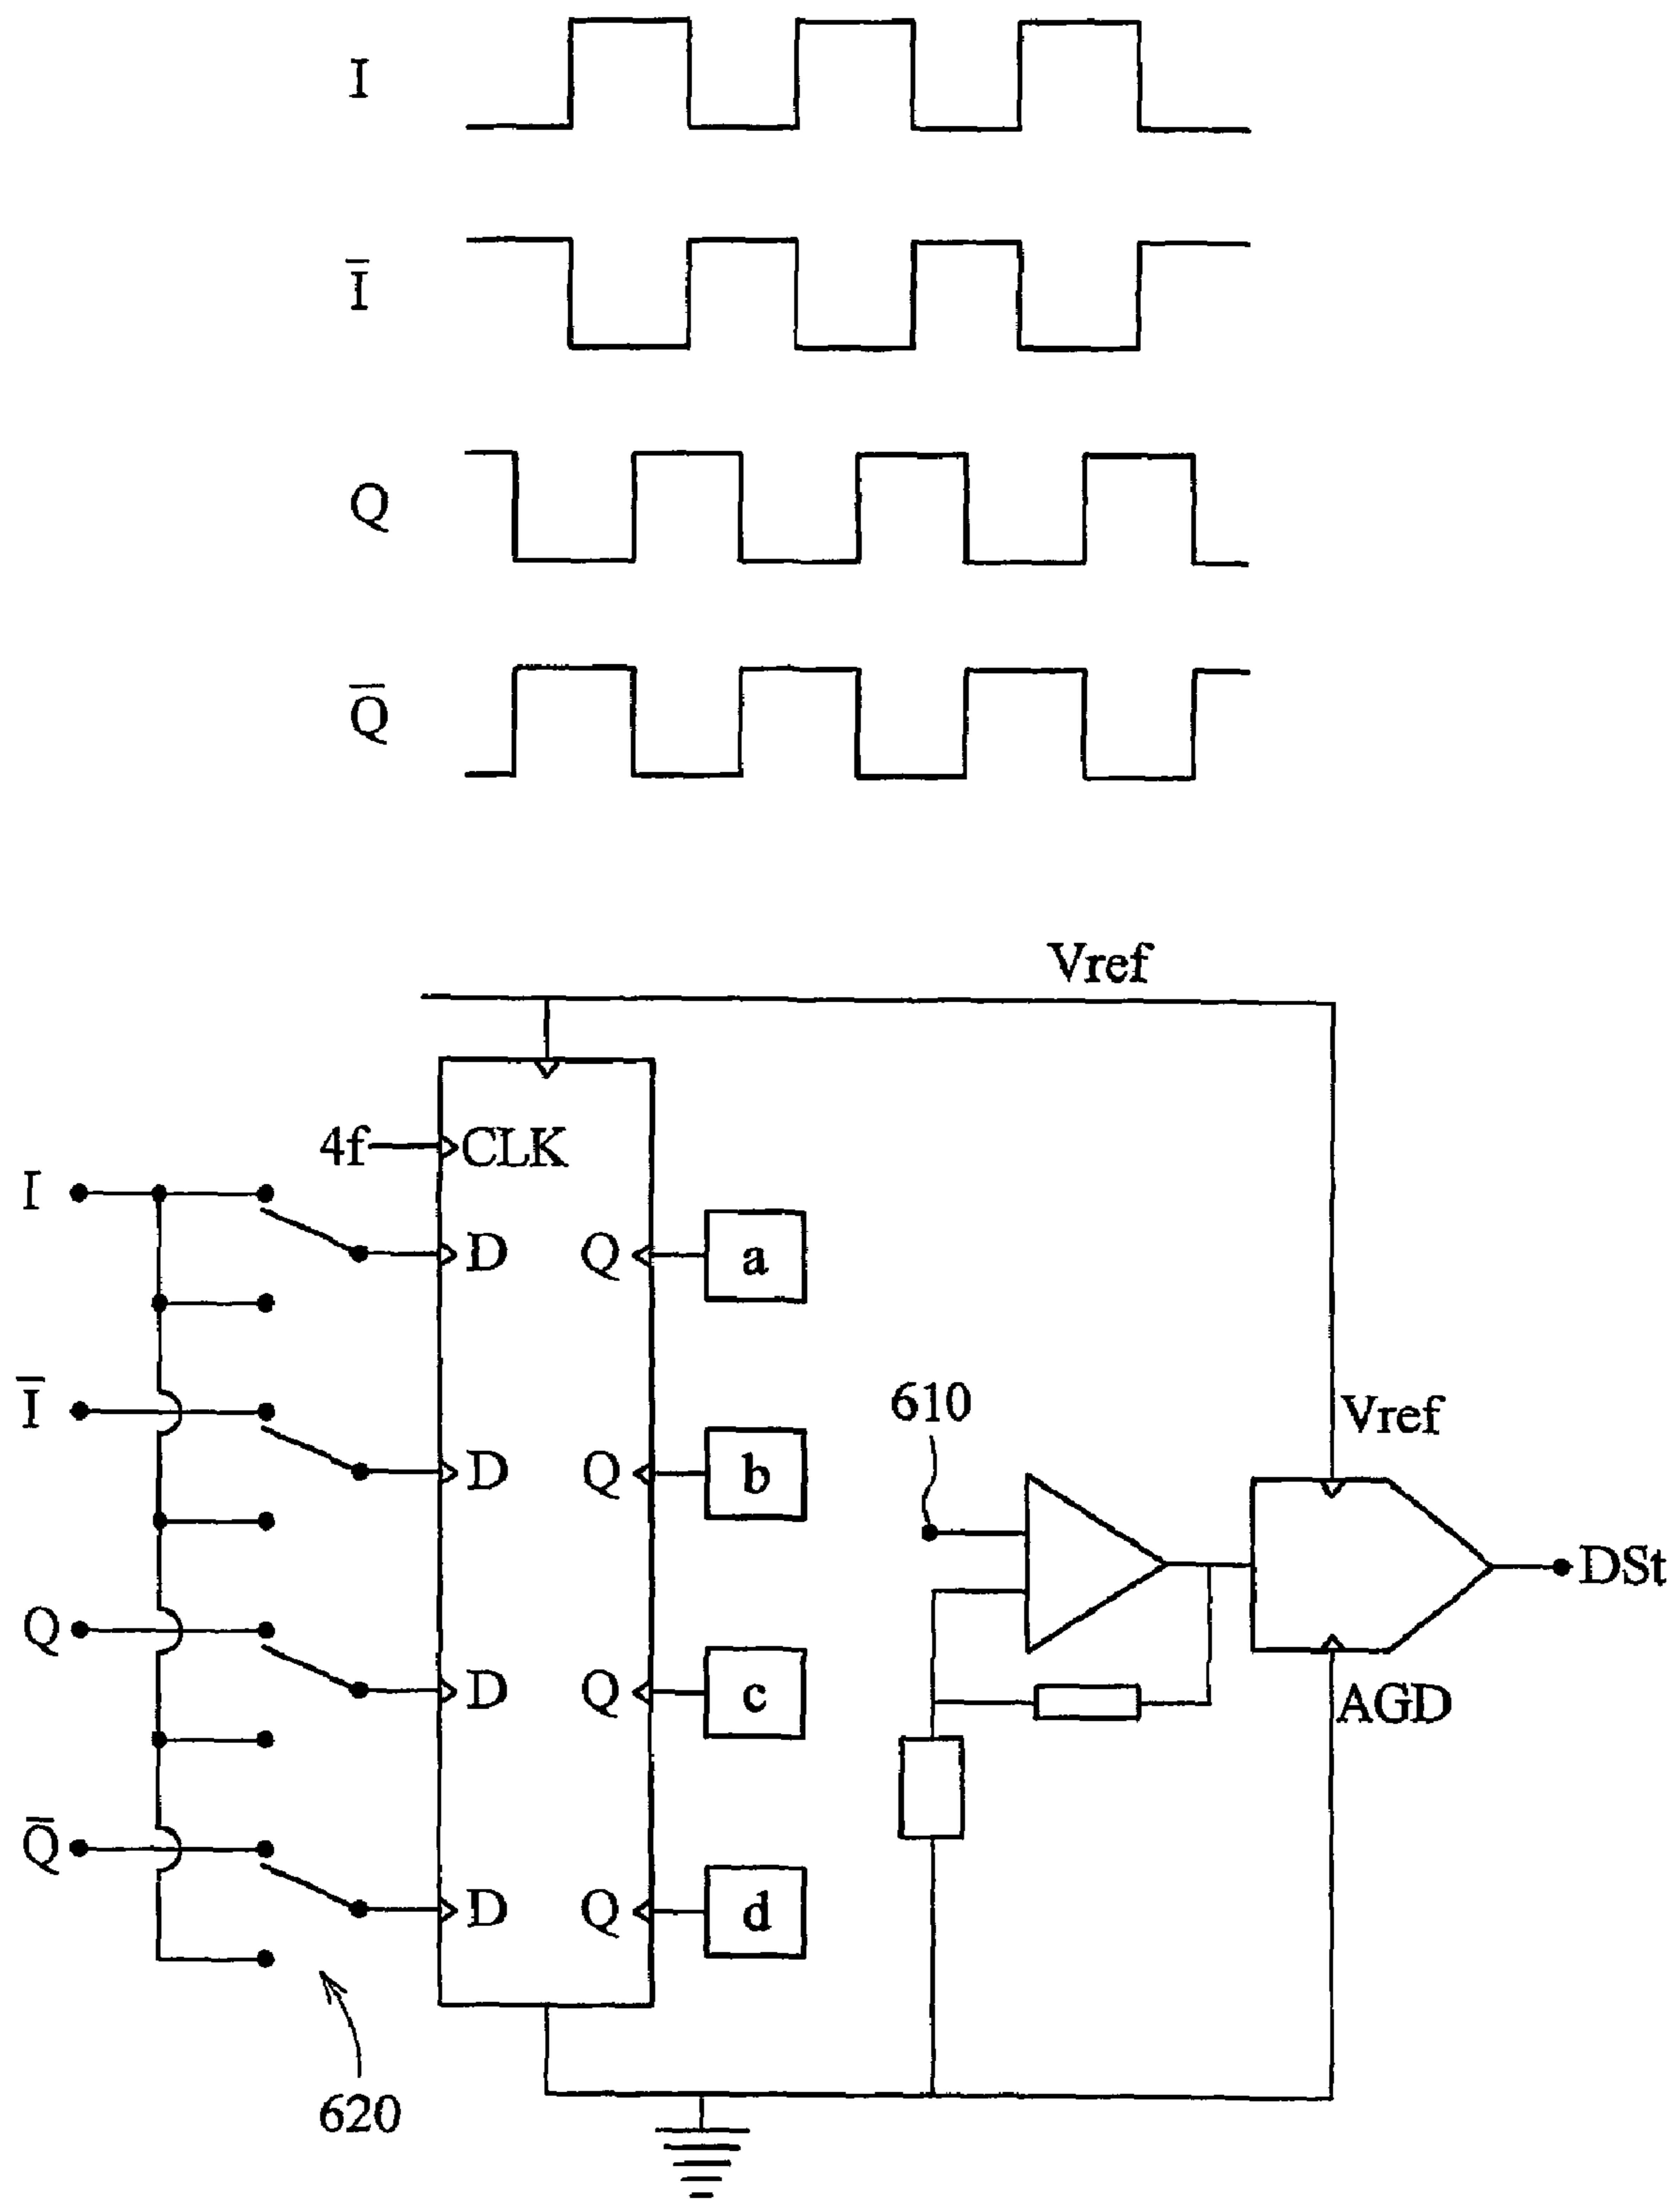 I
I̅
Q
Q̅
Vref
4f CLK
I
D Q a
I̅
610
Vref
D Q b
DSt
Q
D Q c
AGD
Q̅
D Q d
620